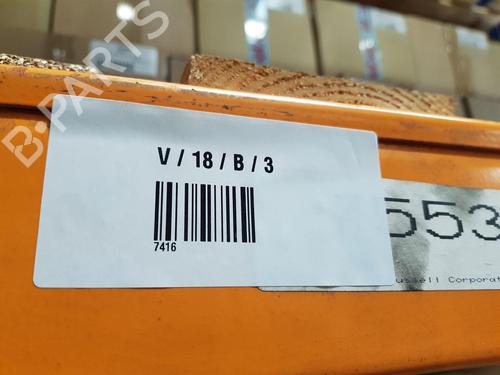 B-PARTS
V / 18 / B / 3
7416
553
ussell Corporat